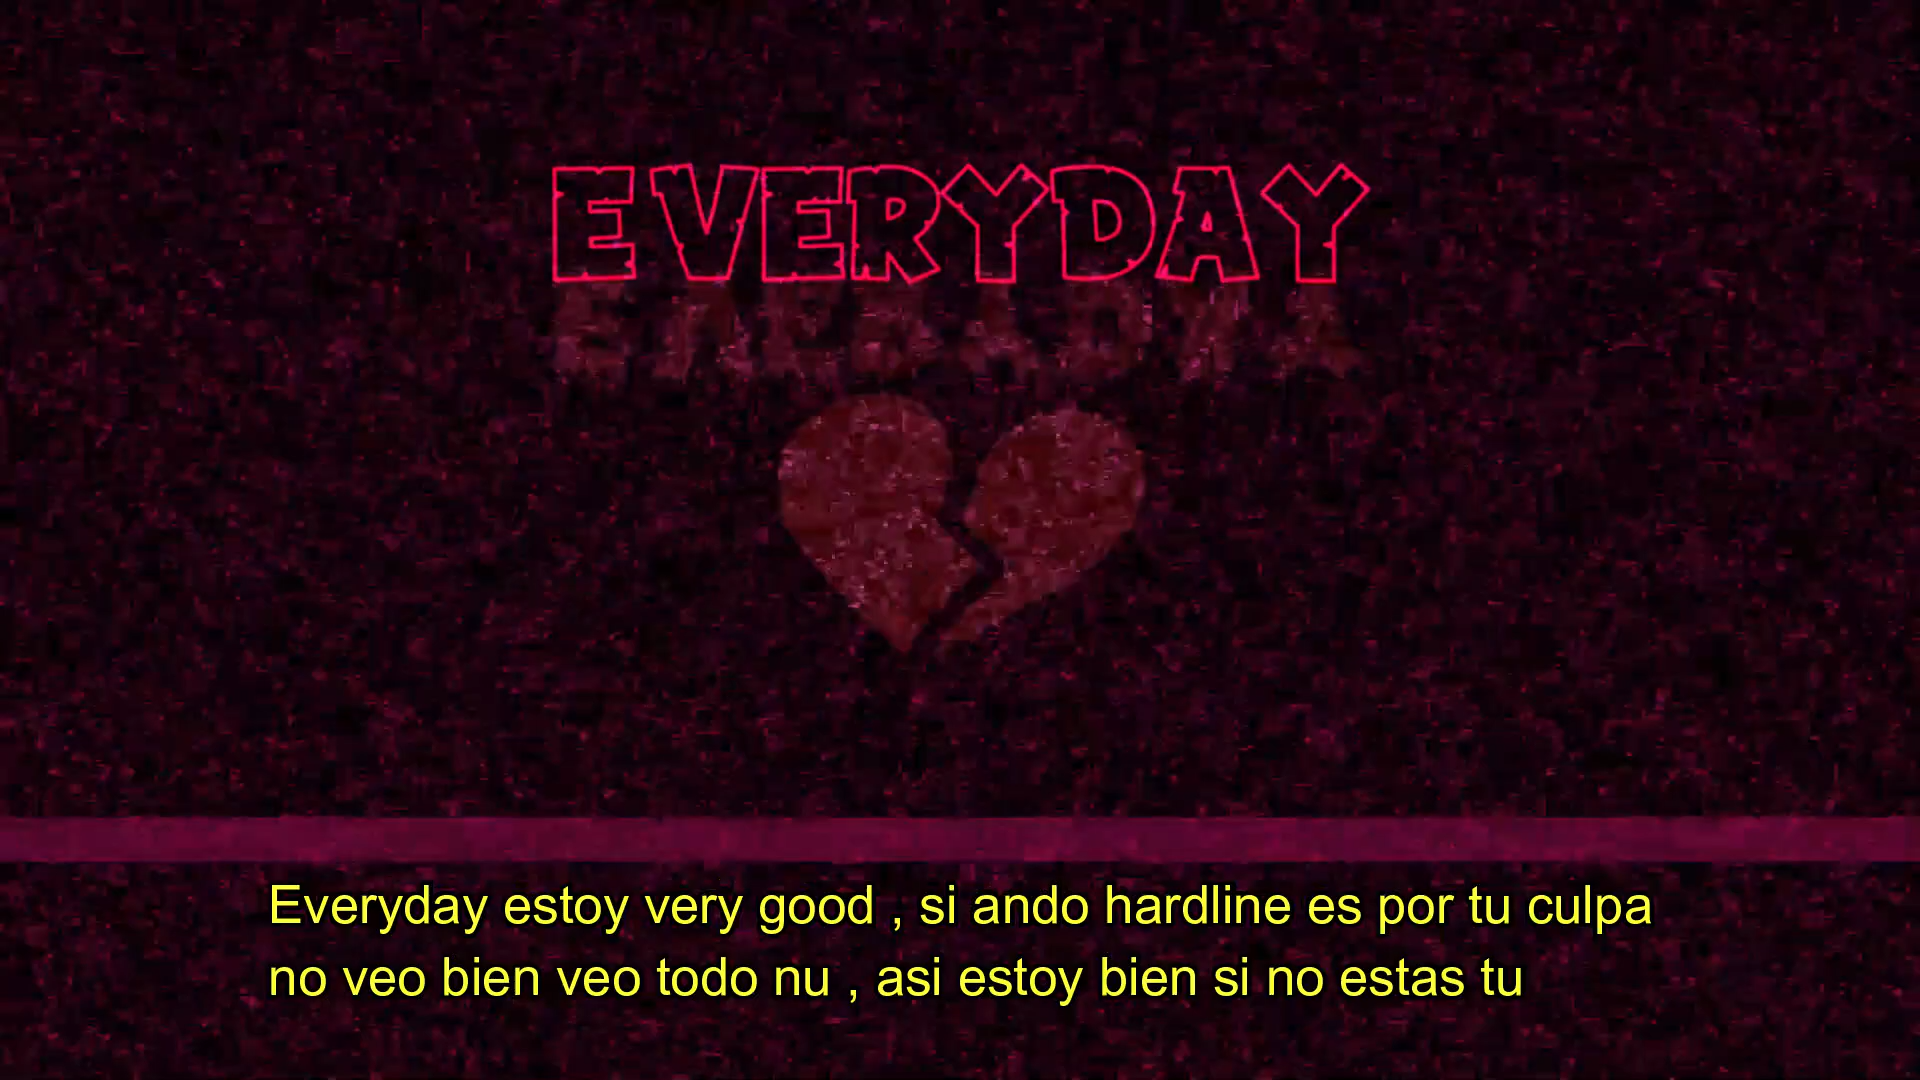 EVERYDAY
Everyday estoy very good , si ando hardline es por tu culpa
no veo bien veo todo nu , asi estoy bien si no estas tu